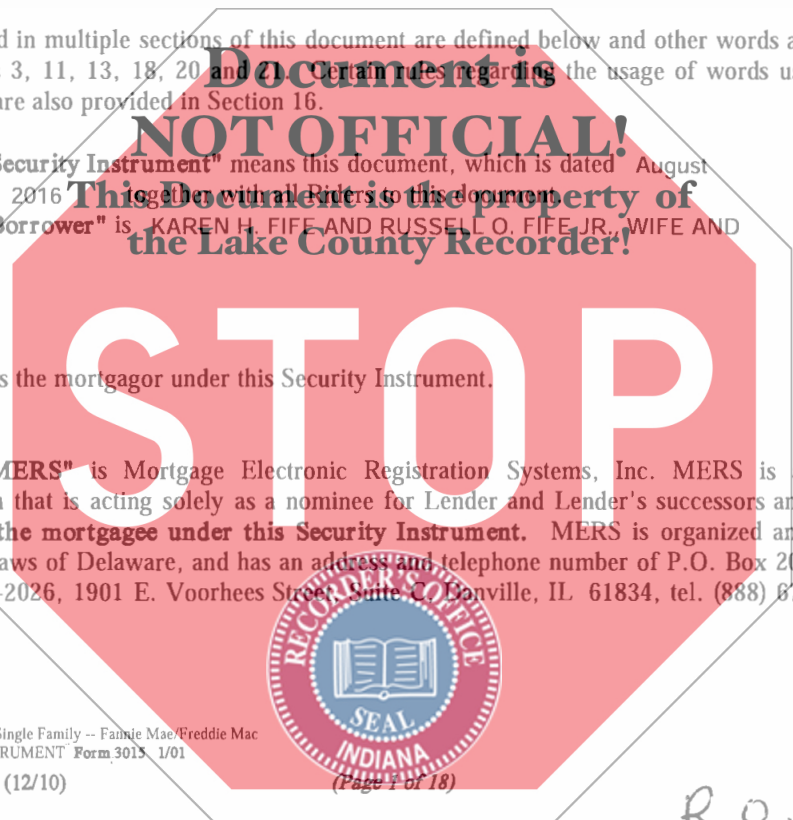 d in multiple sections of this document are defined below and other words a
3, 11, 13, 18, 20 and 21. Certain rules regarding the usage of words u
are also provided in Section 16.
Document is
NOT OFFICIAL!
This Document is the property of
the Lake County Recorder!
Security Instrument" means this document, which is dated August
2016 together with all Riders to this document.
Borrower" is KAREN H. FIFE AND RUSSELL O. FIFE JR., WIFE AND
STOP
s the mortgagor under this Security Instrument.
MERS" is Mortgage Electronic Registration Systems, Inc. MERS is
n that is acting solely as a nominee for Lender and Lender's successors an
the mortgagee under this Security Instrument. MERS is organized an
aws of Delaware, and has an address and telephone number of P.O. Box 20
-2026, 1901 E. Voorhees Street, Suite C, Danville, IL 61834, tel. (888) 67
RECORDER'S OFFICE
SEAL
INDIANA
Single Family -- Fannie Mae/Freddie Mac
RUMENT Form 3015 1/01
(12/10)
(Page 1 of 18)